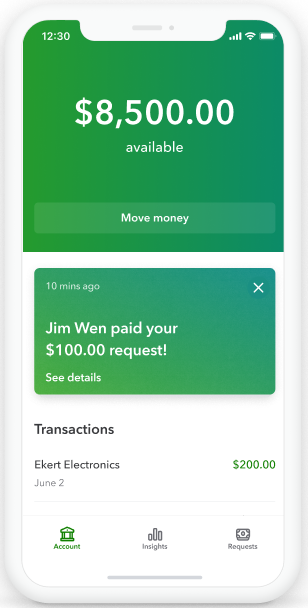 12:30
$8,500.00
available
Move money
10 mins ago
Jim Wen paid your
$100.00 request!
See details
Transactions
Ekert Electronics $200.00
June 2
Account Insights Requests